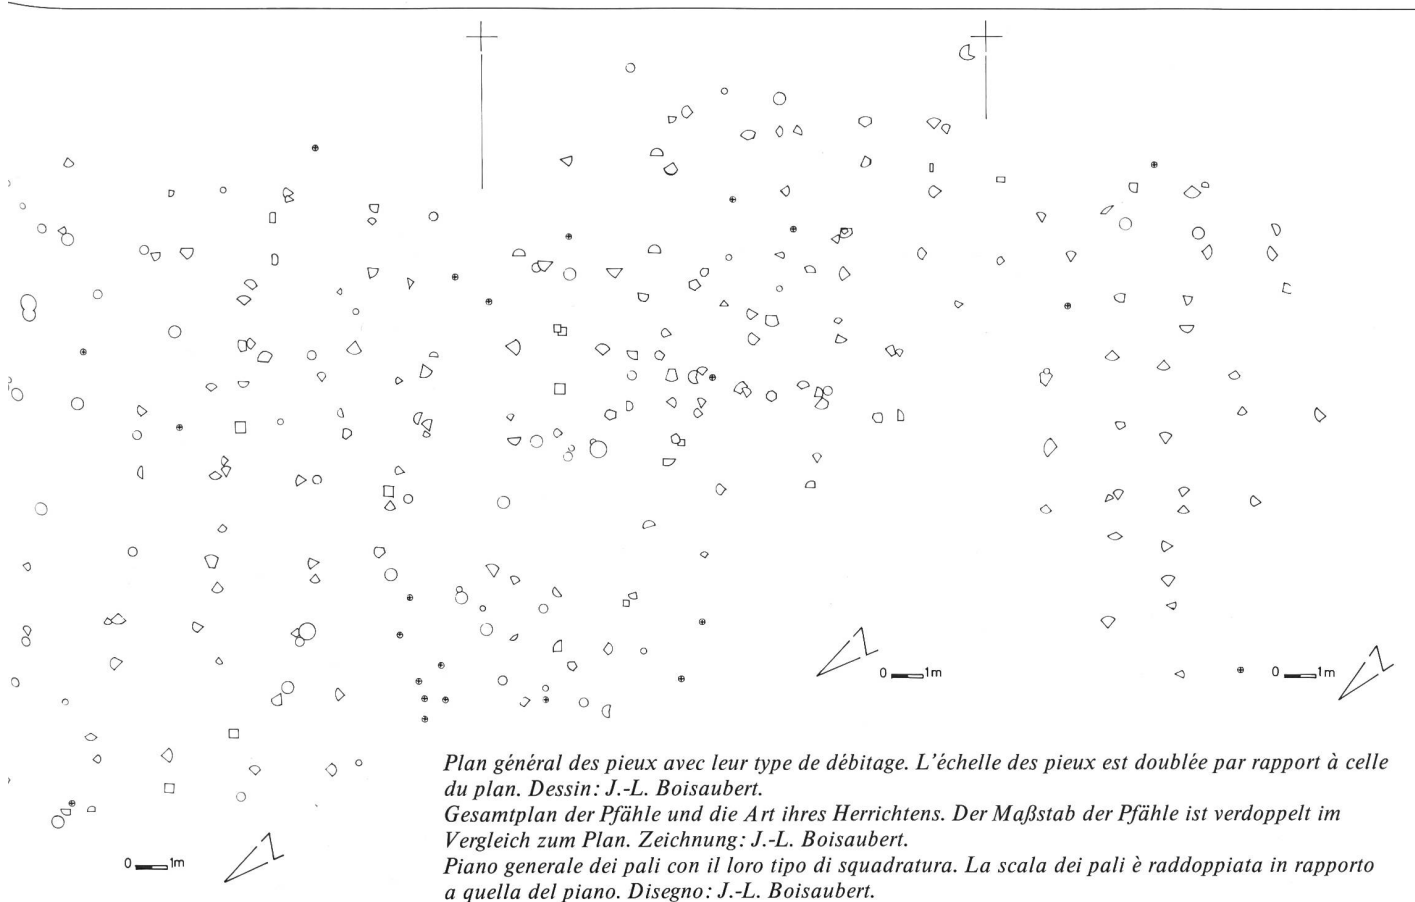 0 1m
0 1m
Plan général des pieux avec leur type de débitage. L'échelle des pieux est doublée par rapport à celle
du plan. Dessin: J.-L. Boisaubert.
Gesamtplan der Pfähle und die Art ihres Herrichtens. Der Maßstab der Pfähle ist verdoppelt im
Vergleich zum Plan. Zeichnung: J.-L. Boisaubert.
Piano generale dei pali con il loro tipo di squadratura. La scala dei pali è raddoppiata in rapporto
a quella del piano. Disegno: J.-L. Boisaubert.
0 1m